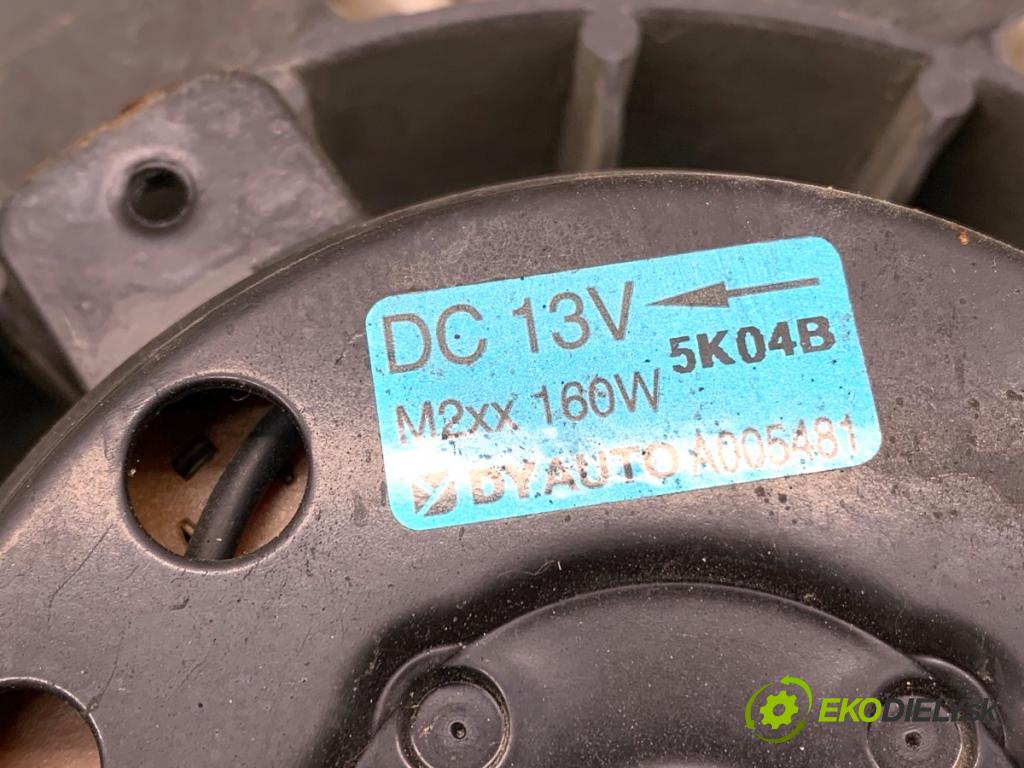 DC 13V
5K04B
M2xx 160W
DYAUTO A005481
EKODIELY.sk